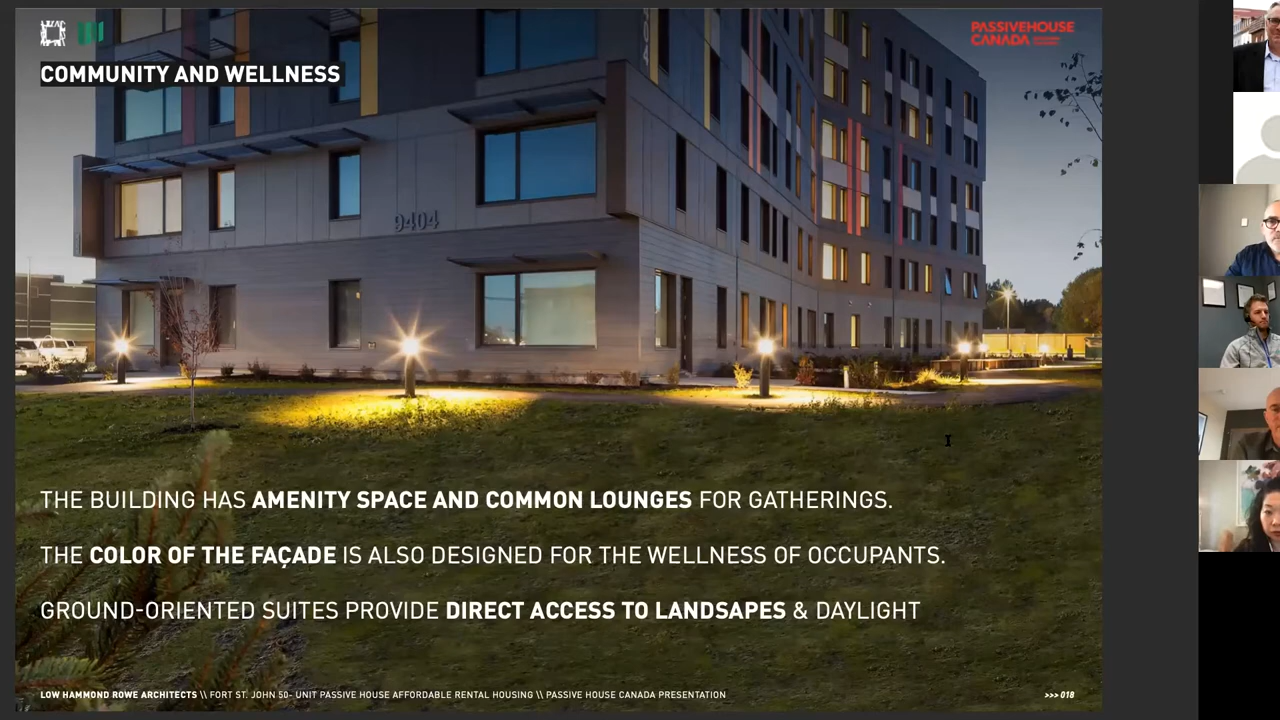 PASSIVEHOUSE
CANADA
COMMUNITY AND WELLNESS
9404
THE BUILDING HAS AMENITY SPACE AND COMMON LOUNGES FOR GATHERINGS.
THE COLOR OF THE FAÇADE IS ALSO DESIGNED FOR THE WELLNESS OF OCCUPANTS.
GROUND-ORIENTED SUITES PROVIDE DIRECT ACCESS TO LANDSAPES & DAYLIGHT
LOW HAMMOND ROWE ARCHITECTS \\ FORT ST. JOHN 50- UNIT PASSIVE HOUSE AFFORDABLE RENTAL HOUSING \\ PASSIVE HOUSE CANADA PRESENTATION
>>> 018